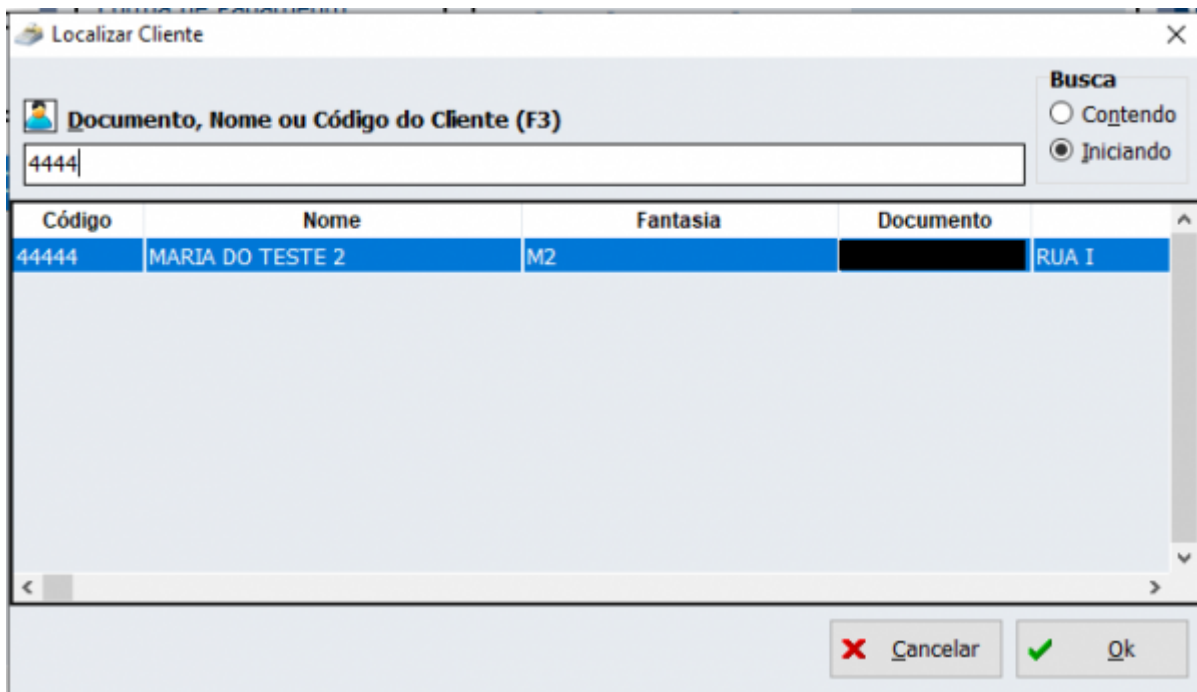 Localizar Cliente
Busca
Documento, Nome ou Código do Cliente (F3)
Contendo
4444
Iniciando
Código Nome Fantasia Documento
44444 MARIA DO TESTE 2 M2 RUA I
Cancelar Ok